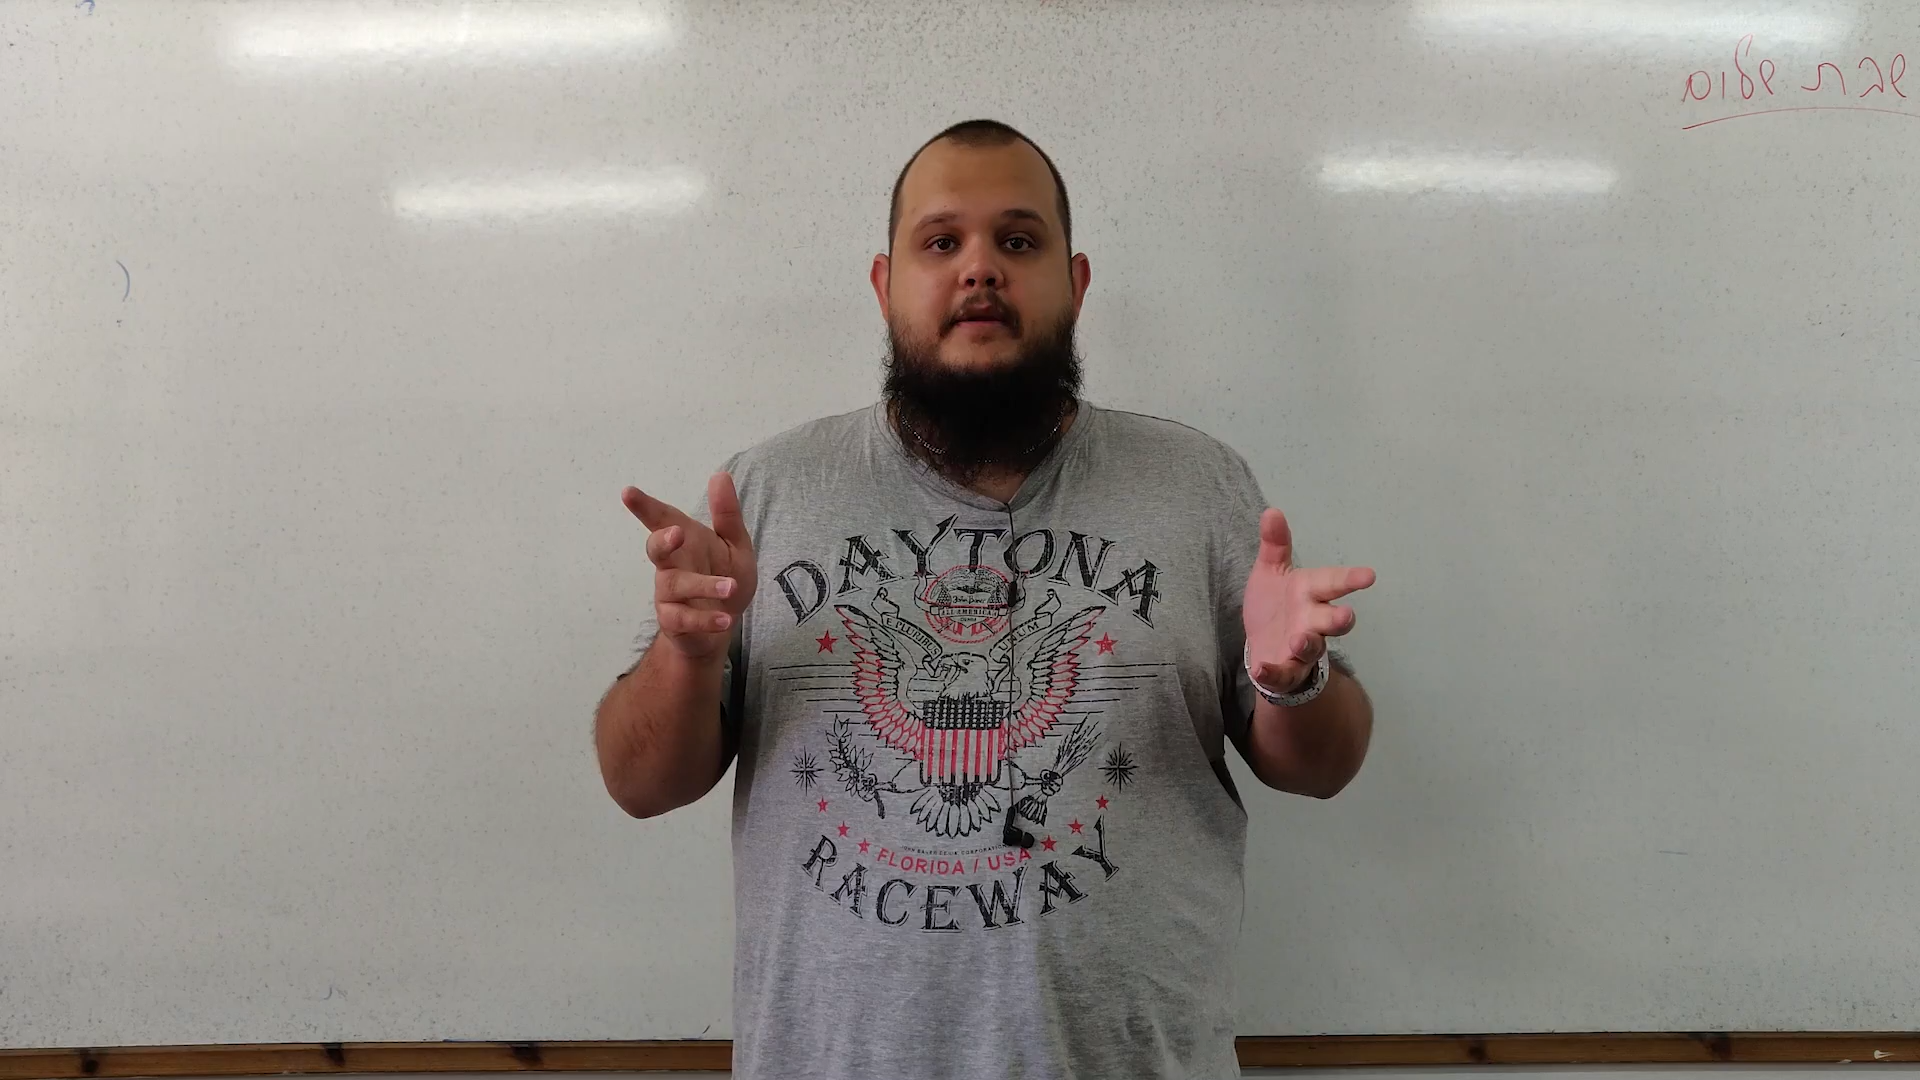 שבת שלום
DAYTONA
E PLURIBUS UNUM
FLORIDA / USA
RACEWAY